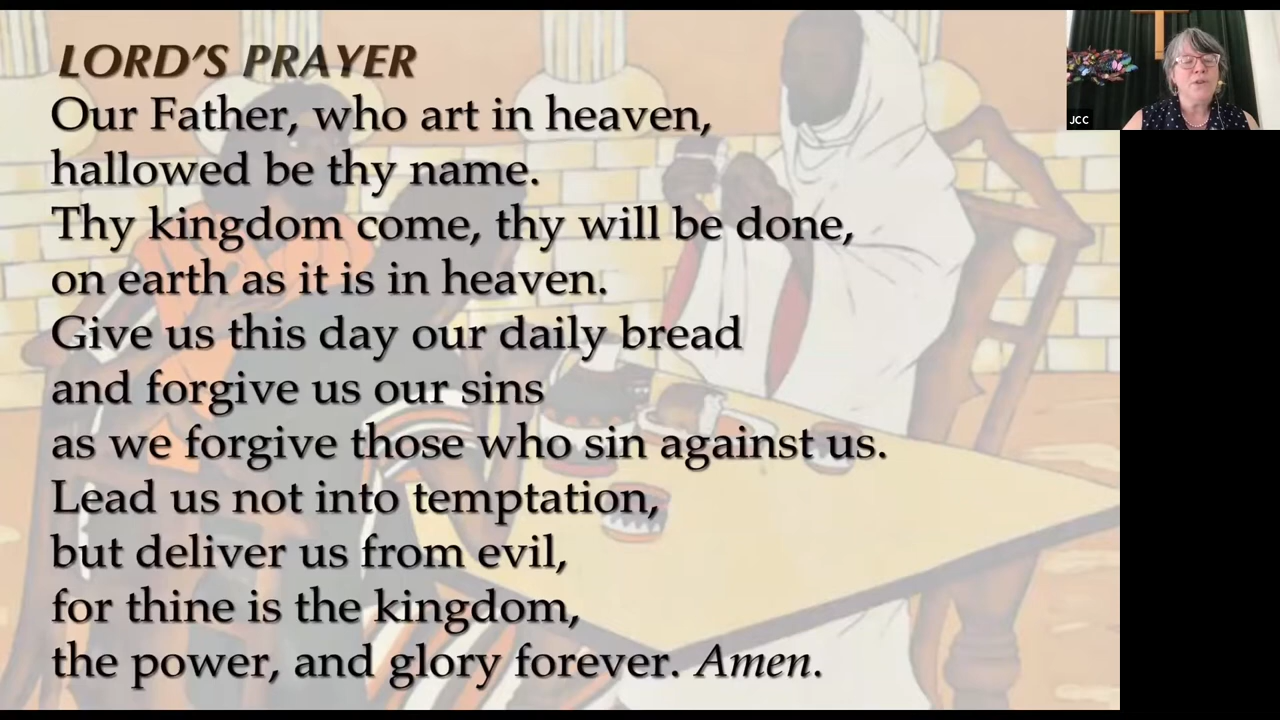 LORD'S PRAYER
Our Father, who art in heaven,
hallowed be thy name.
Thy kingdom come, thy will be done,
on earth as it is in heaven.
Give us this day our daily bread
and forgive us our sins
as we forgive those who sin against us.
Lead us not into temptation,
but deliver us from evil,
for thine is the kingdom,
the power, and glory forever. Amen.
JCC